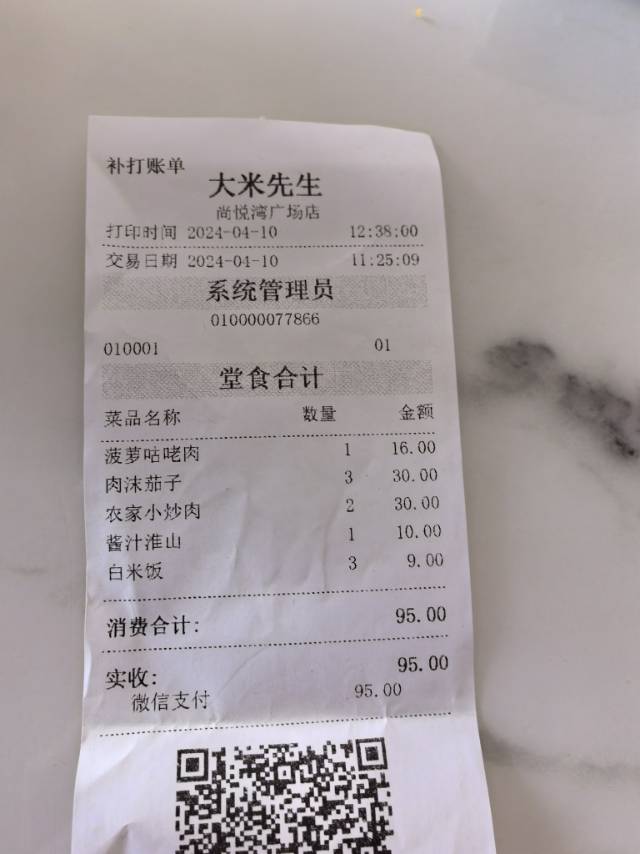 补打账单
大米先生
尚悦湾广场店
打印时间 2024-04-10 12:38:00
交易日期 2024-04-10 11:25:09
系统管理员
010000077866
010001 01
堂食合计
菜品名称 数量 金额
菠萝咕咾肉 1 16.00
肉沫茄子 3 30.00
农家小炒肉 2 30.00
酱汁淮山 1 10.00
白米饭 3 9.00
消费合计: 95.00
实收: 95.00
微信支付 95.00